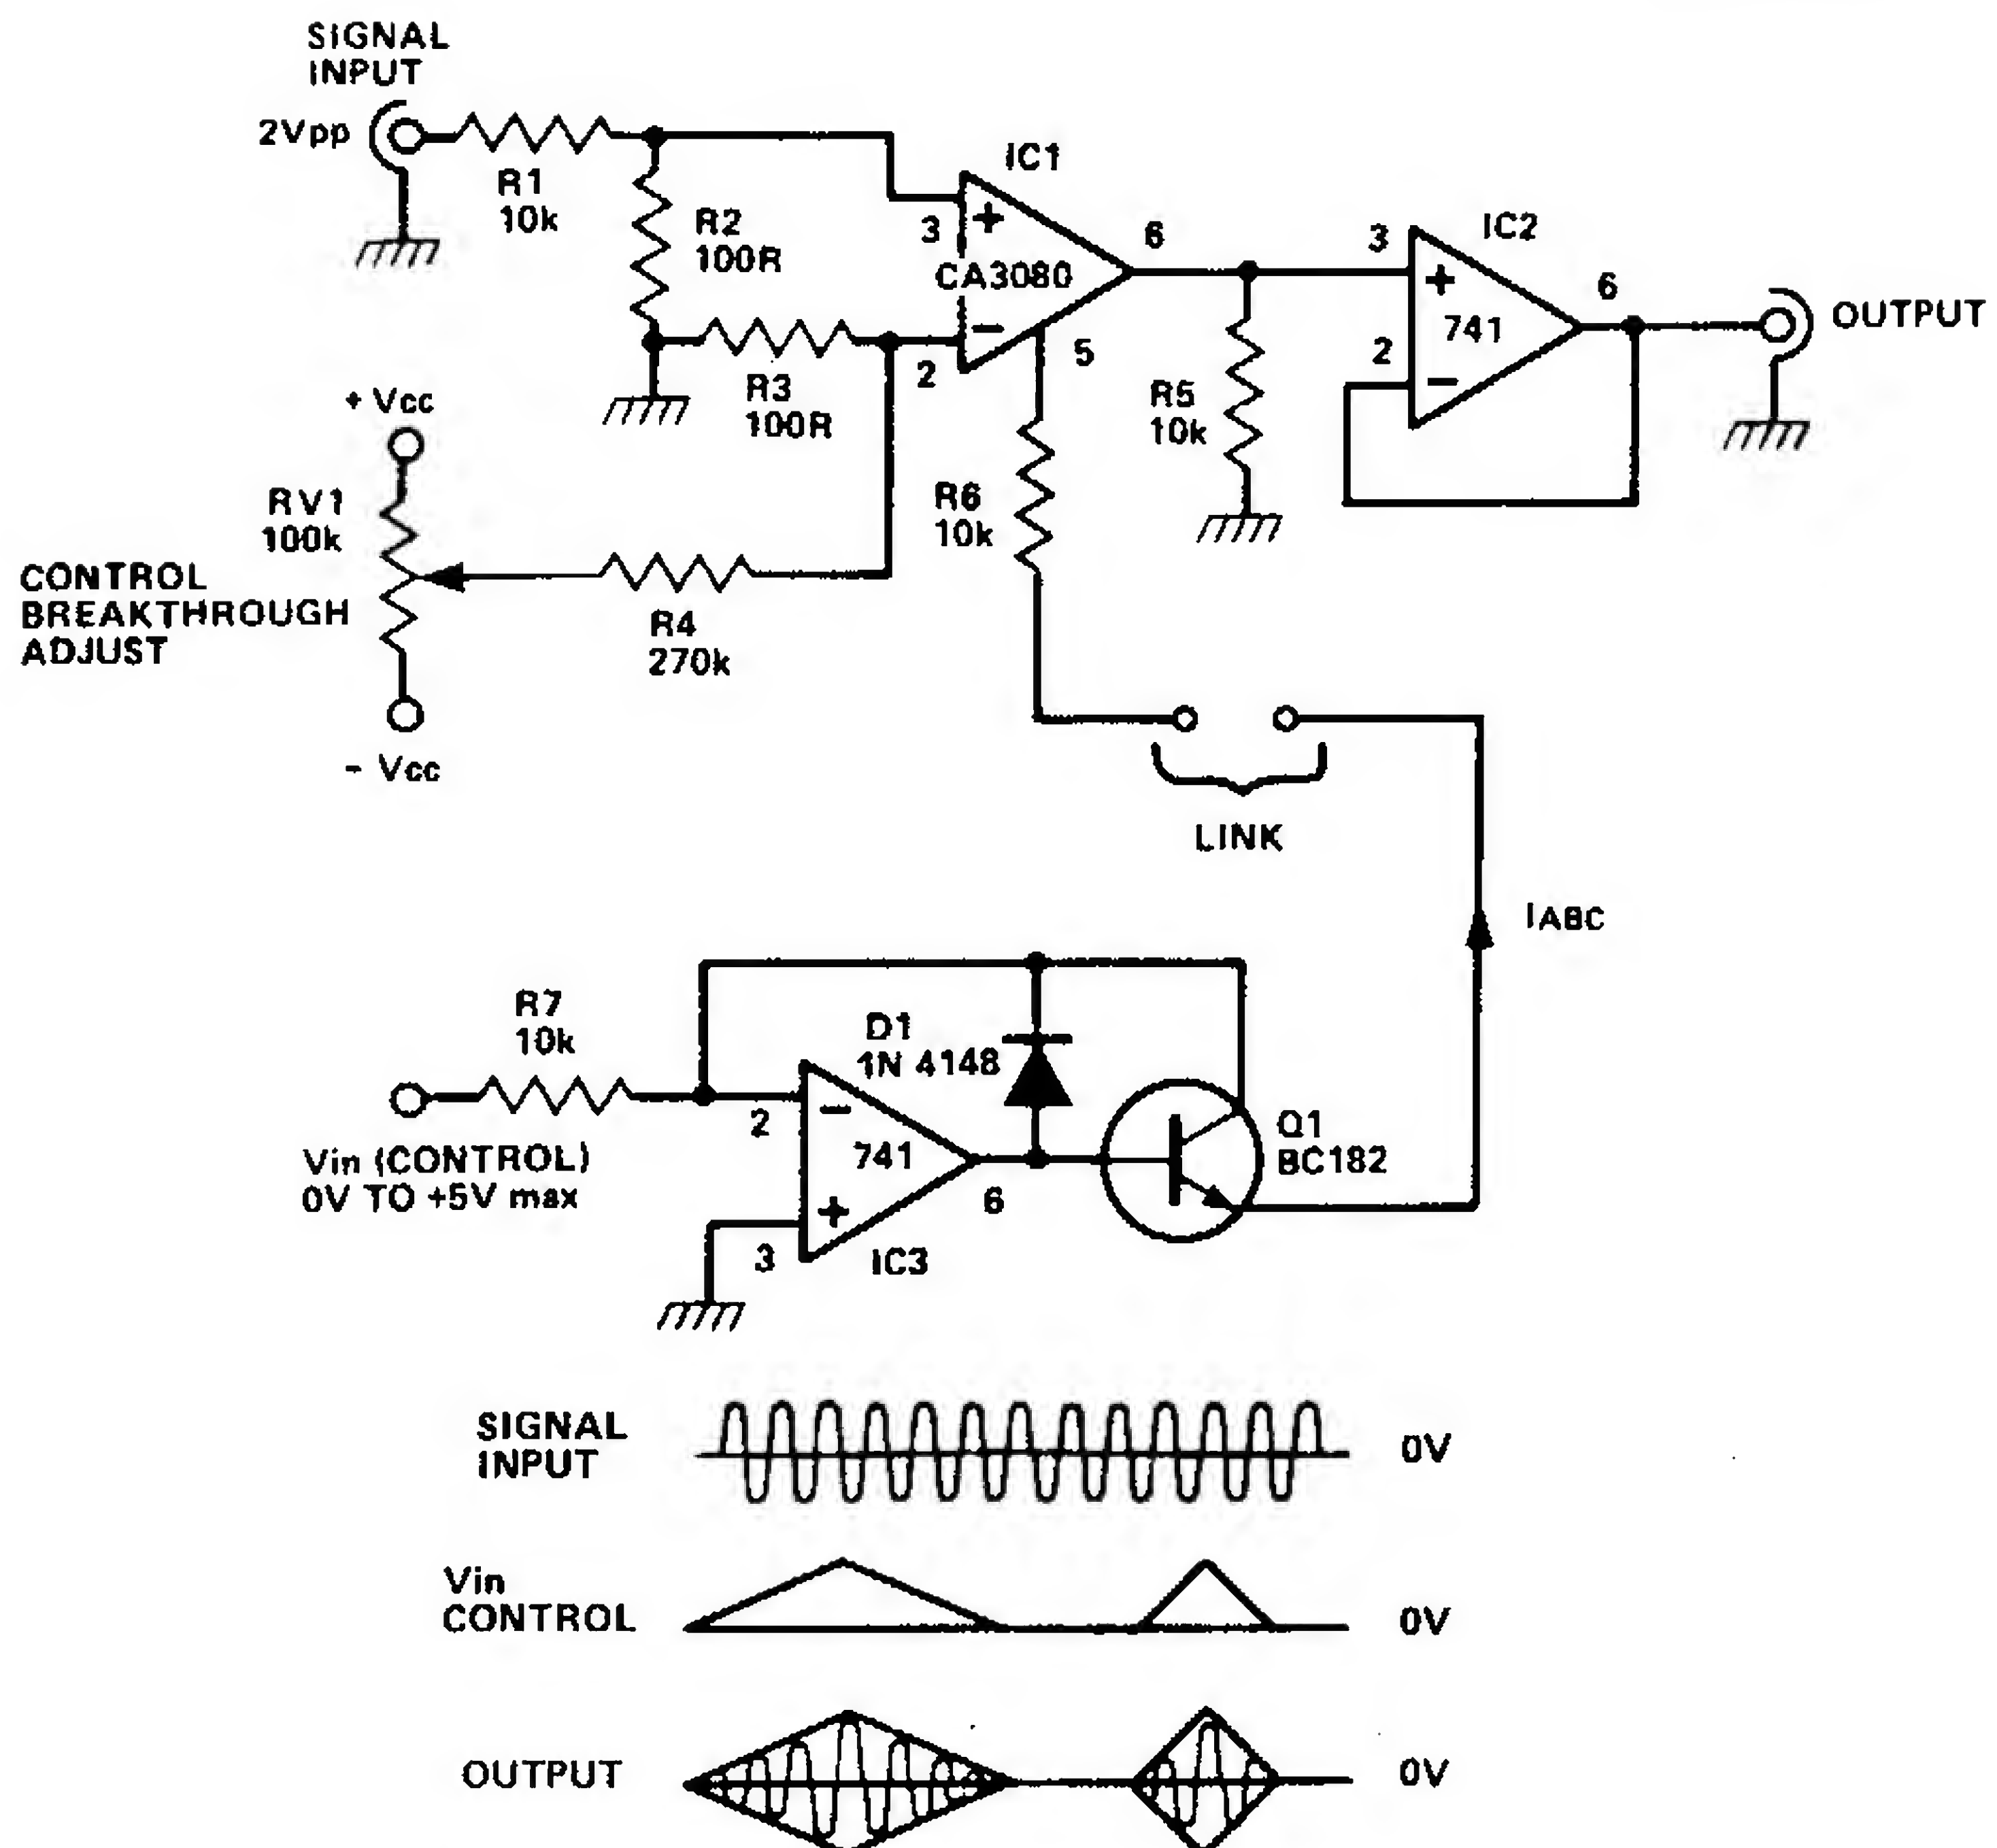 SIGNAL
INPUT
2Vpp
R1
10k
R2
100R
R3
100R
IC1
3
+
CA3080
-
2
5
6
3
IC2
+
741
-
2
6
OUTPUT
+ Vcc
RV1
100k
CONTROL
BREAKTHROUGH
ADJUST
R4
270k
- Vcc
R6
10k
R5
10k
LINK
IABC
R7
10k
D1
1N 4148
2
-
741
+
3
6
IC3
Q1
BC182
Vin (CONTROL)
0V TO +5V max
SIGNAL
INPUT
0V
Vin
CONTROL
0V
OUTPUT
0V